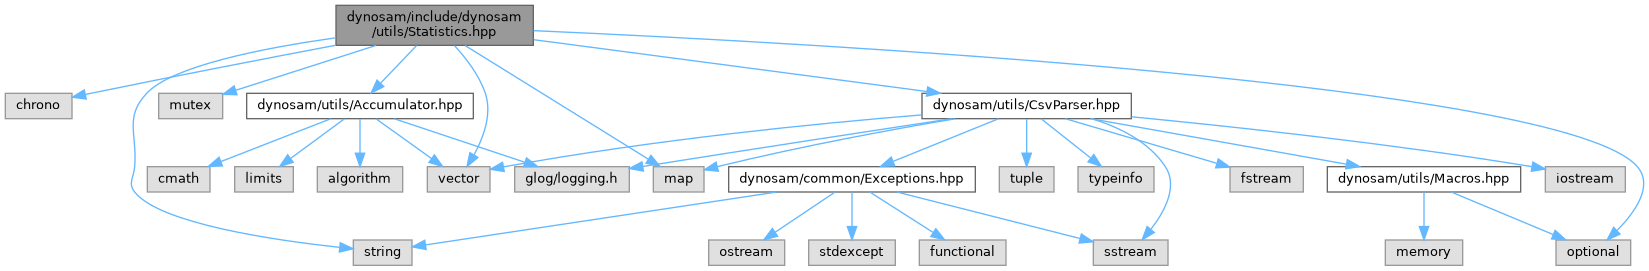 dynosam/include/dynosam
/utils/Statistics.hpp
chrono
mutex
dynosam/utils/Accumulator.hpp
dynosam/utils/CsvParser.hpp
cmath
limits
algorithm
vector
glog/logging.h
map
dynosam/common/Exceptions.hpp
tuple
typeinfo
fstream
dynosam/utils/Macros.hpp
iostream
string
ostream
stdexcept
functional
sstream
memory
optional